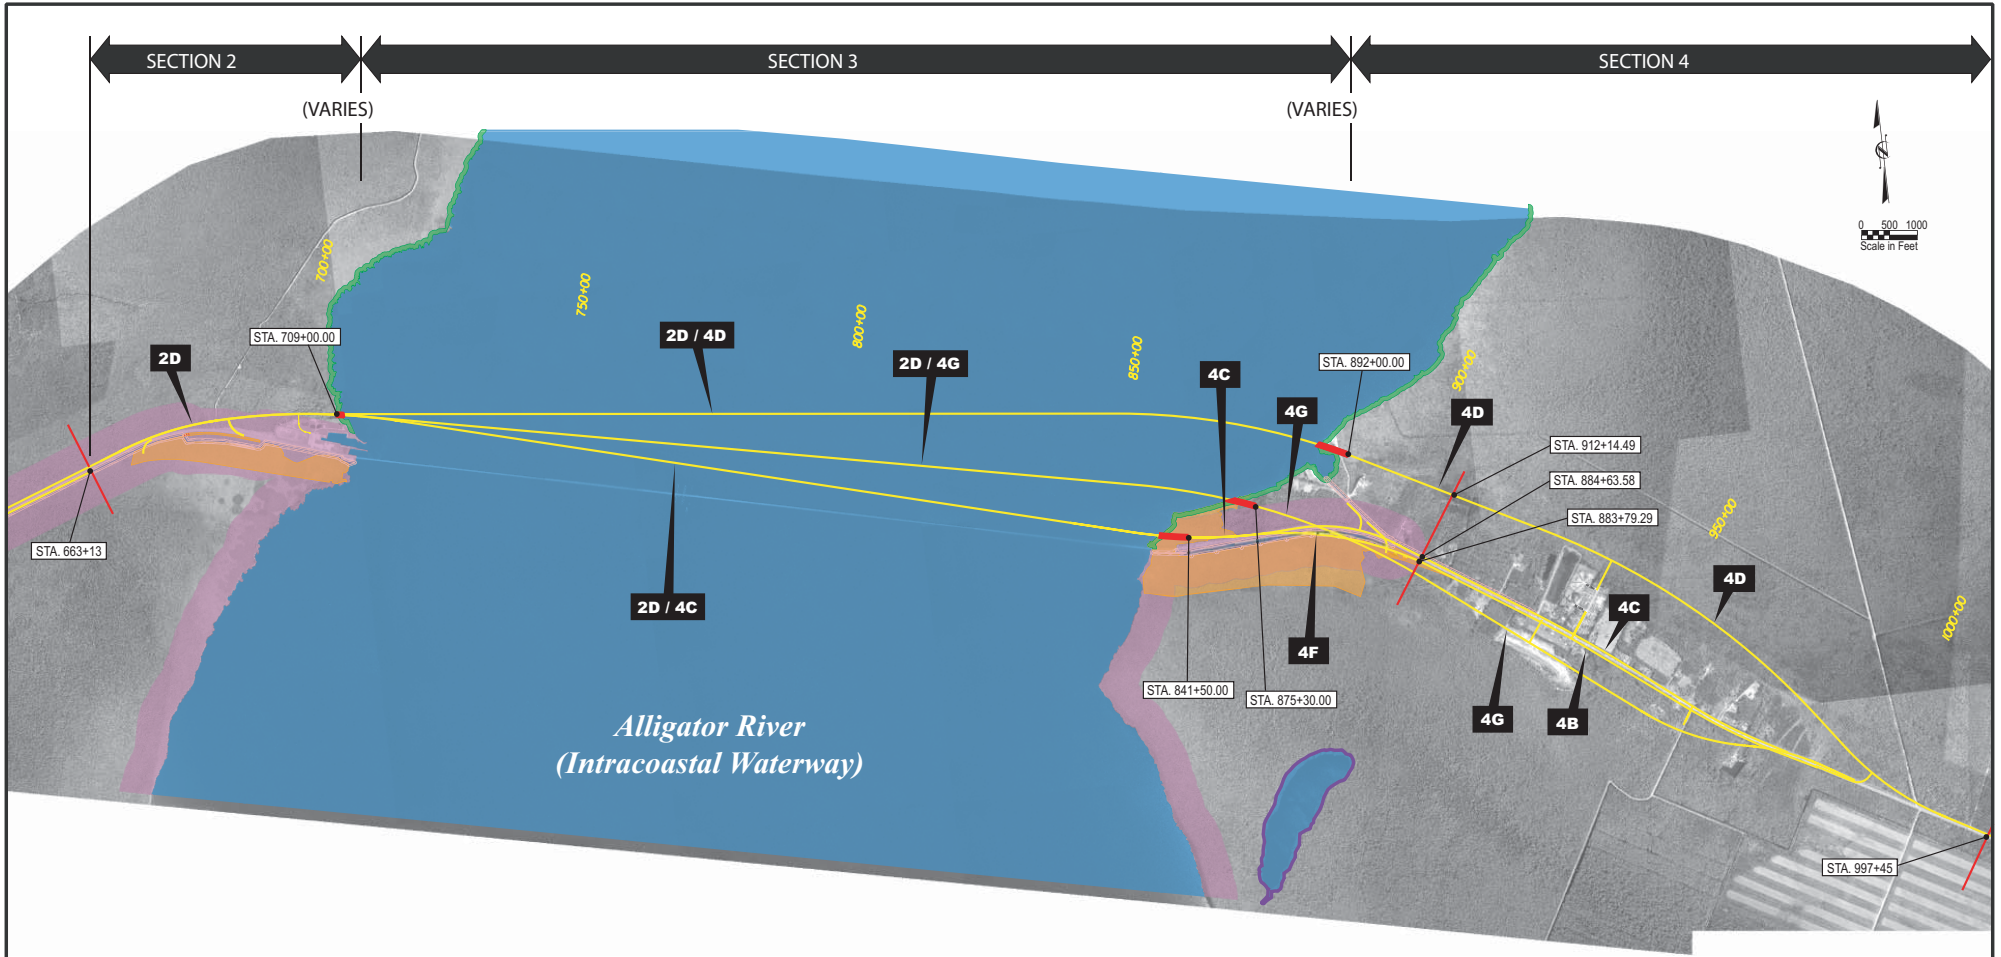 SECTION 2
SECTION 3
SECTION 4
(VARIES)
(VARIES)
0 500 1000
Scale in Feet
700+00
750+00
800+00
850+00
900+00
950+00
1000+00
STA. 709+00.00
2D
2D / 4D
2D / 4G
4C
4G
STA. 892+00.00
4D
STA. 912+14.49
STA. 884+63.58
STA. 883+79.29
STA. 663+13
2D / 4C
4F
4D
4C
STA. 841+50.00
STA. 875+30.00
4G
4B
Alligator River
(Intracoastal Waterway)
STA. 997+45